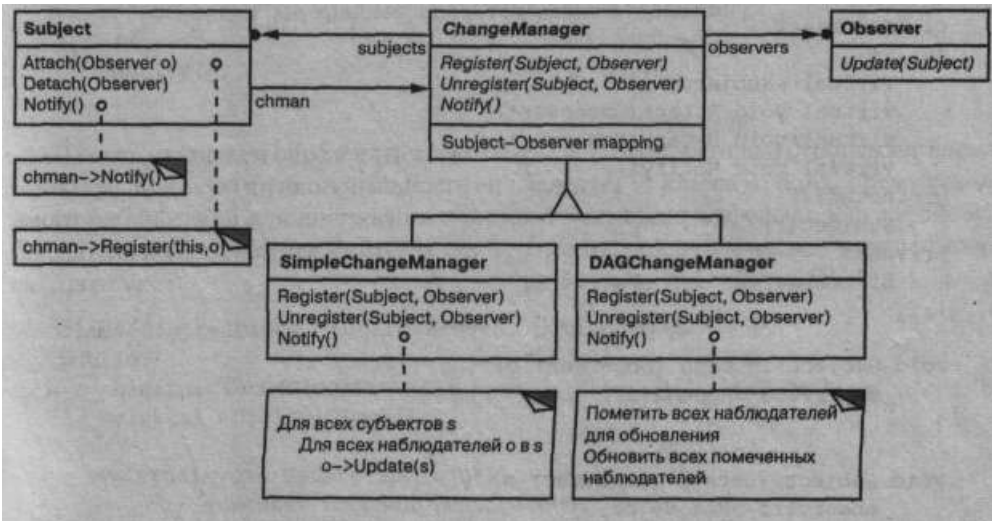 Subject
Attach(Observer o)
Detach(Observer)
Notify()
chman->Notify()
chman->Register(this,o)
subjects
chman
ChangeManager
Register(Subject, Observer)
Unregister(Subject, Observer)
Notify()
Subject-Observer mapping
observers
Observer
Update(Subject)
SimpleChangeManager
Register(Subject, Observer)
Unregister(Subject, Observer)
Notify()
Для всех субъектов s
Для всех наблюдателей o в s
o->Update(s)
DAGChangeManager
Register(Subject, Observer)
Unregister(Subject, Observer)
Notify()
Пометить всех наблюдателей
для обновления
Обновить всех помеченных
наблюдателей